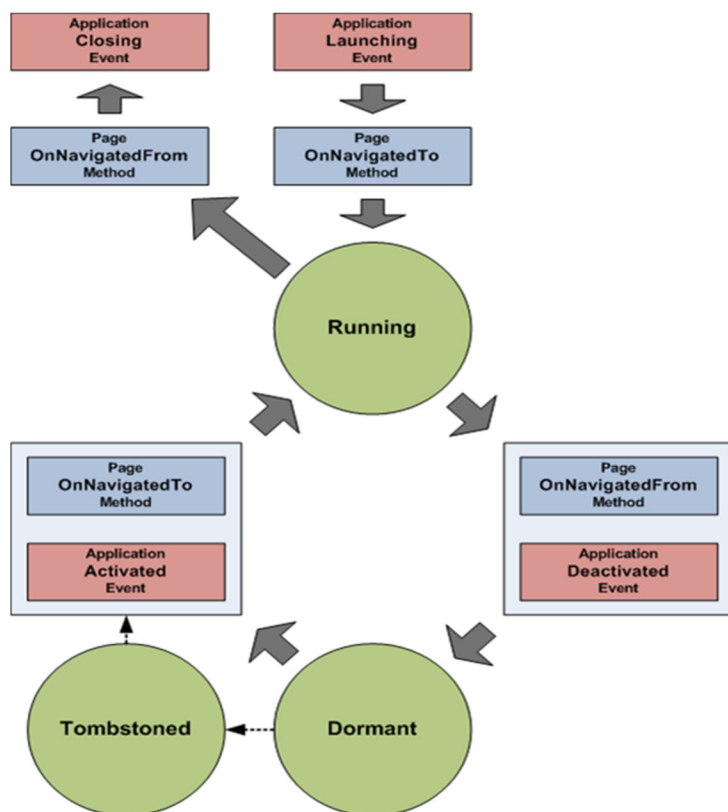 Application
Closing
Event
Application
Launching
Event
Page
OnNavigatedFrom
Method
Page
OnNavigatedTo
Method
Running
Page
OnNavigatedTo
Method
Application
Activated
Event
Page
OnNavigatedFrom
Method
Application
Deactivated
Event
Tombstoned
Dormant